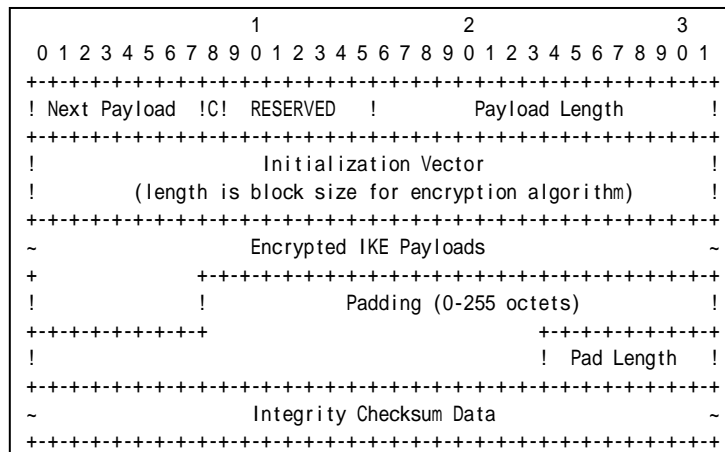 1                   2                   3
 0 1 2 3 4 5 6 7 8 9 0 1 2 3 4 5 6 7 8 9 0 1 2 3 4 5 6 7 8 9 0 1
+-+-+-+-+-+-+-+-+-+-+-+-+-+-+-+-+-+-+-+-+-+-+-+-+-+-+-+-+-+-+-+-+
! Next Payload  !C!  RESERVED   !         Payload Length        !
+-+-+-+-+-+-+-+-+-+-+-+-+-+-+-+-+-+-+-+-+-+-+-+-+-+-+-+-+-+-+-+-+
!                     Initialization Vector                     !
!         (length is block size for encryption algorithm)       !
+-+-+-+-+-+-+-+-+-+-+-+-+-+-+-+-+-+-+-+-+-+-+-+-+-+-+-+-+-+-+-+-+
~                    Encrypted IKE Payloads                     ~
+               +-+-+-+-+-+-+-+-+-+-+-+-+-+-+-+-+-+-+-+-+-+-+-+-+
!               !             Padding (0-255 octets)            !
+-+-+-+-+-+-+-+-+                               +-+-+-+-+-+-+-+-+
!                                               !  Pad Length   !
+-+-+-+-+-+-+-+-+-+-+-+-+-+-+-+-+-+-+-+-+-+-+-+-+-+-+-+-+-+-+-+-+
~                    Integrity Checksum Data                    ~
+-+-+-+-+-+-+-+-+-+-+-+-+-+-+-+-+-+-+-+-+-+-+-+-+-+-+-+-+-+-+-+-+